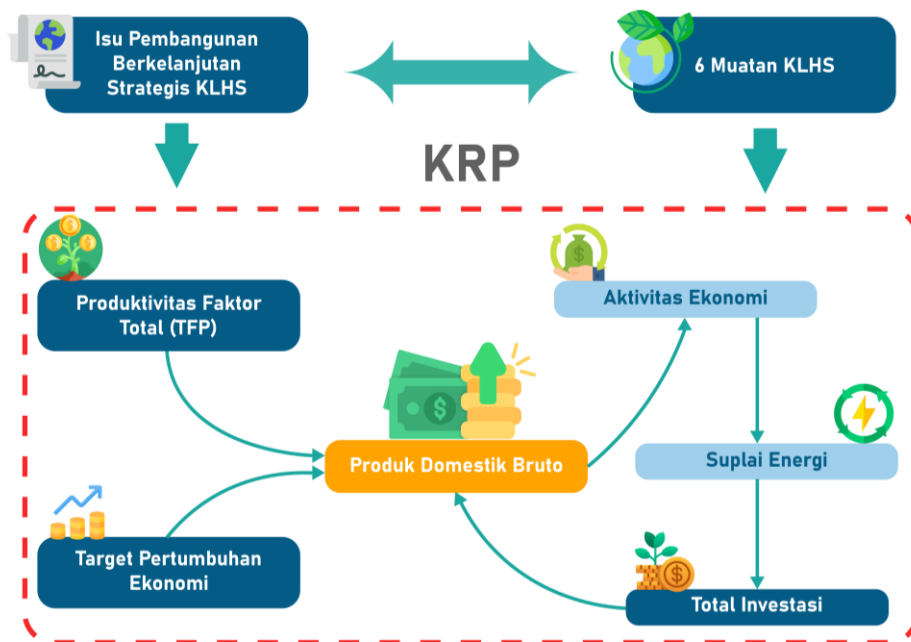 Isu Pembangunan
Berkelanjutan
Strategis KLHS
6 Muatan KLHS
KRP
Produktivitas Faktor
Total (TFP)
Aktivitas Ekonomi
Produk Domestik Bruto
Suplai Energi
Target Pertumbuhan
Ekonomi
Total Investasi